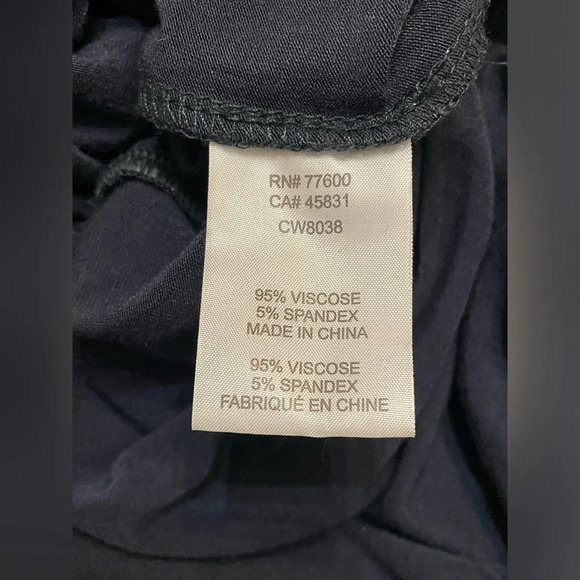 RN# 77600
CA# 45831
CW8038
95% VISCOSE
5% SPANDEX
MADE IN CHINA
95% VISCOSE
5% SPANDEX
FABRIQUÉ EN CHINE